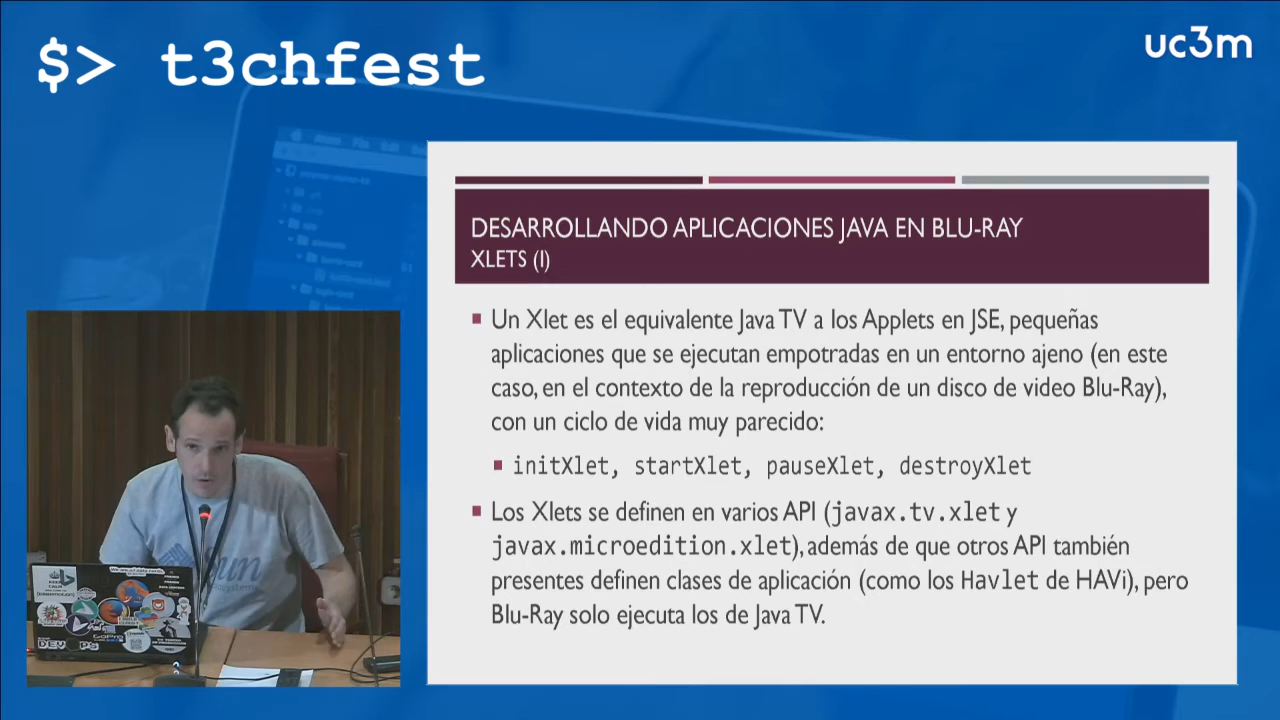 $> t3chfest
uc3m
DESARROLLANDO APLICACIONES JAVA EN BLU-RAY
XLETS (I)
Un Xlet es el equivalente Java TV a los Applets en JSE, pequeñas
aplicaciones que se ejecutan empotradas en un entorno ajeno (en este
caso, en el contexto de la reproducción de un disco de video Blu-Ray),
con un ciclo de vida muy parecido:
initXlet, startXlet, pauseXlet, destroyXlet
Los Xlets se definen en varios API (javax.tv.xlet y
javax.microedition.xlet), además de que otros API también
presentes definen clases de aplicación (como los Havlet de HAVi), pero
Blu-Ray solo ejecuta los de Java TV.
GoPro
DEV